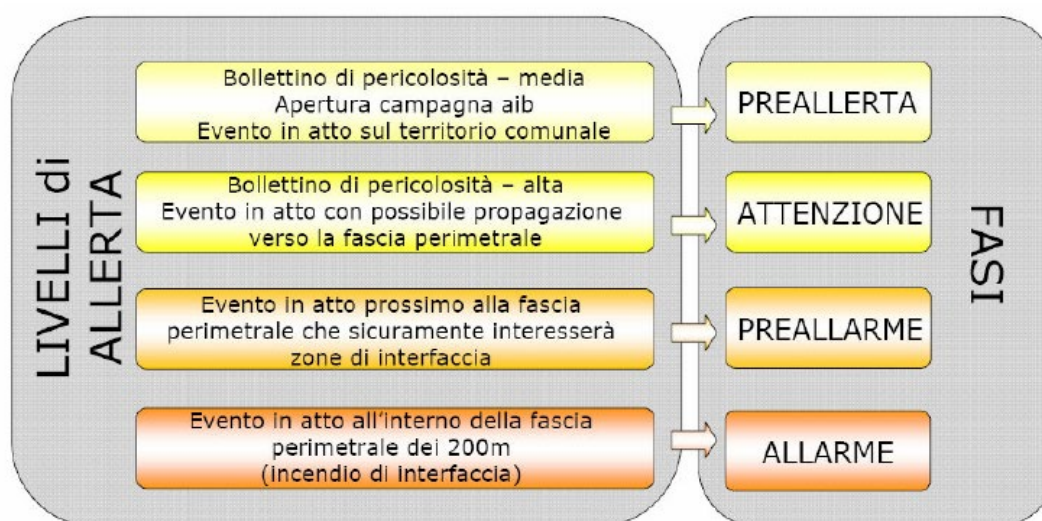 LIVELLI di
ALLERTA
Bollettino di pericolosità – media
Apertura campagna aib
Evento in atto sul territorio comunale
PREALLERTA
Bollettino di pericolosità – alta
Evento in atto con possibile propagazione
verso la fascia perimetrale
ATTENZIONE
Evento in atto prossimo alla fascia
perimetrale che sicuramente interesserà
zone di interfaccia
PREALLARME
Evento in atto all'interno della fascia
perimetrale dei 200m
(incendio di interfaccia)
ALLARME
FASI